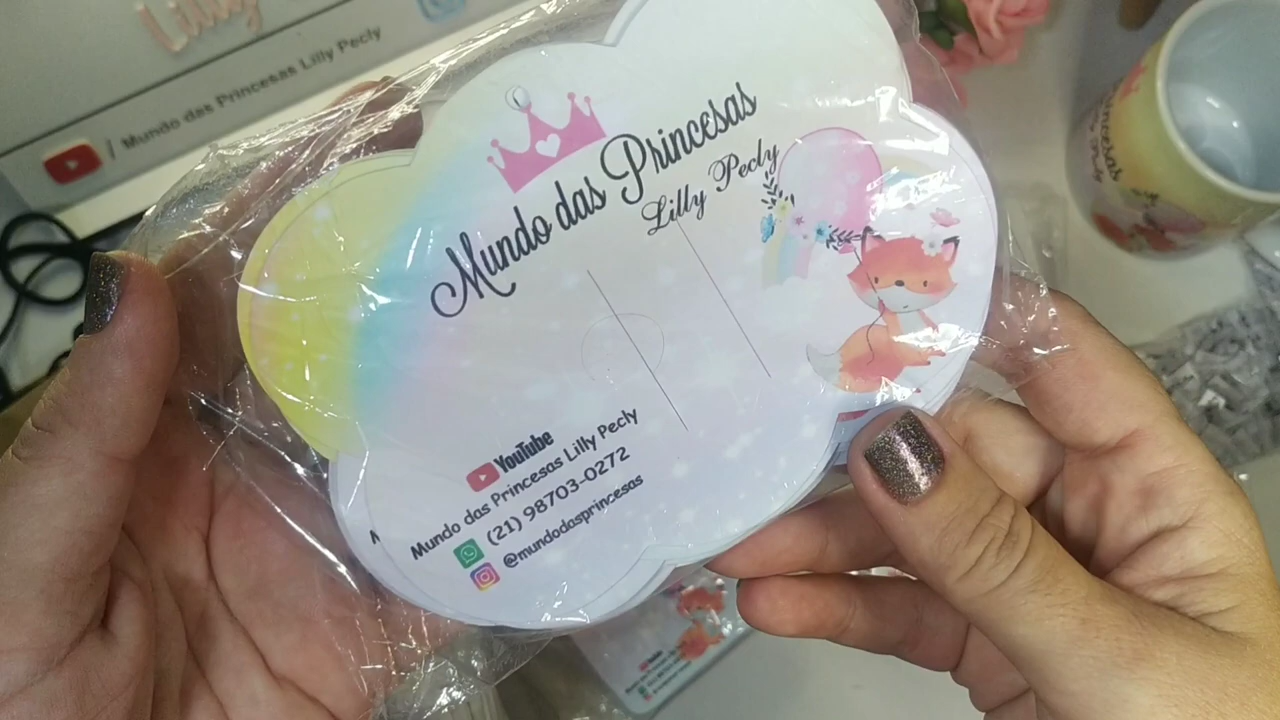 Lilly
Mundo das Princesas Lilly Pecly
Mundo das Princesas
Lilly Pecly
YouTube
Mundo das Princesas Lilly Pecly
(21) 98703-0272
@mundodasprincesas